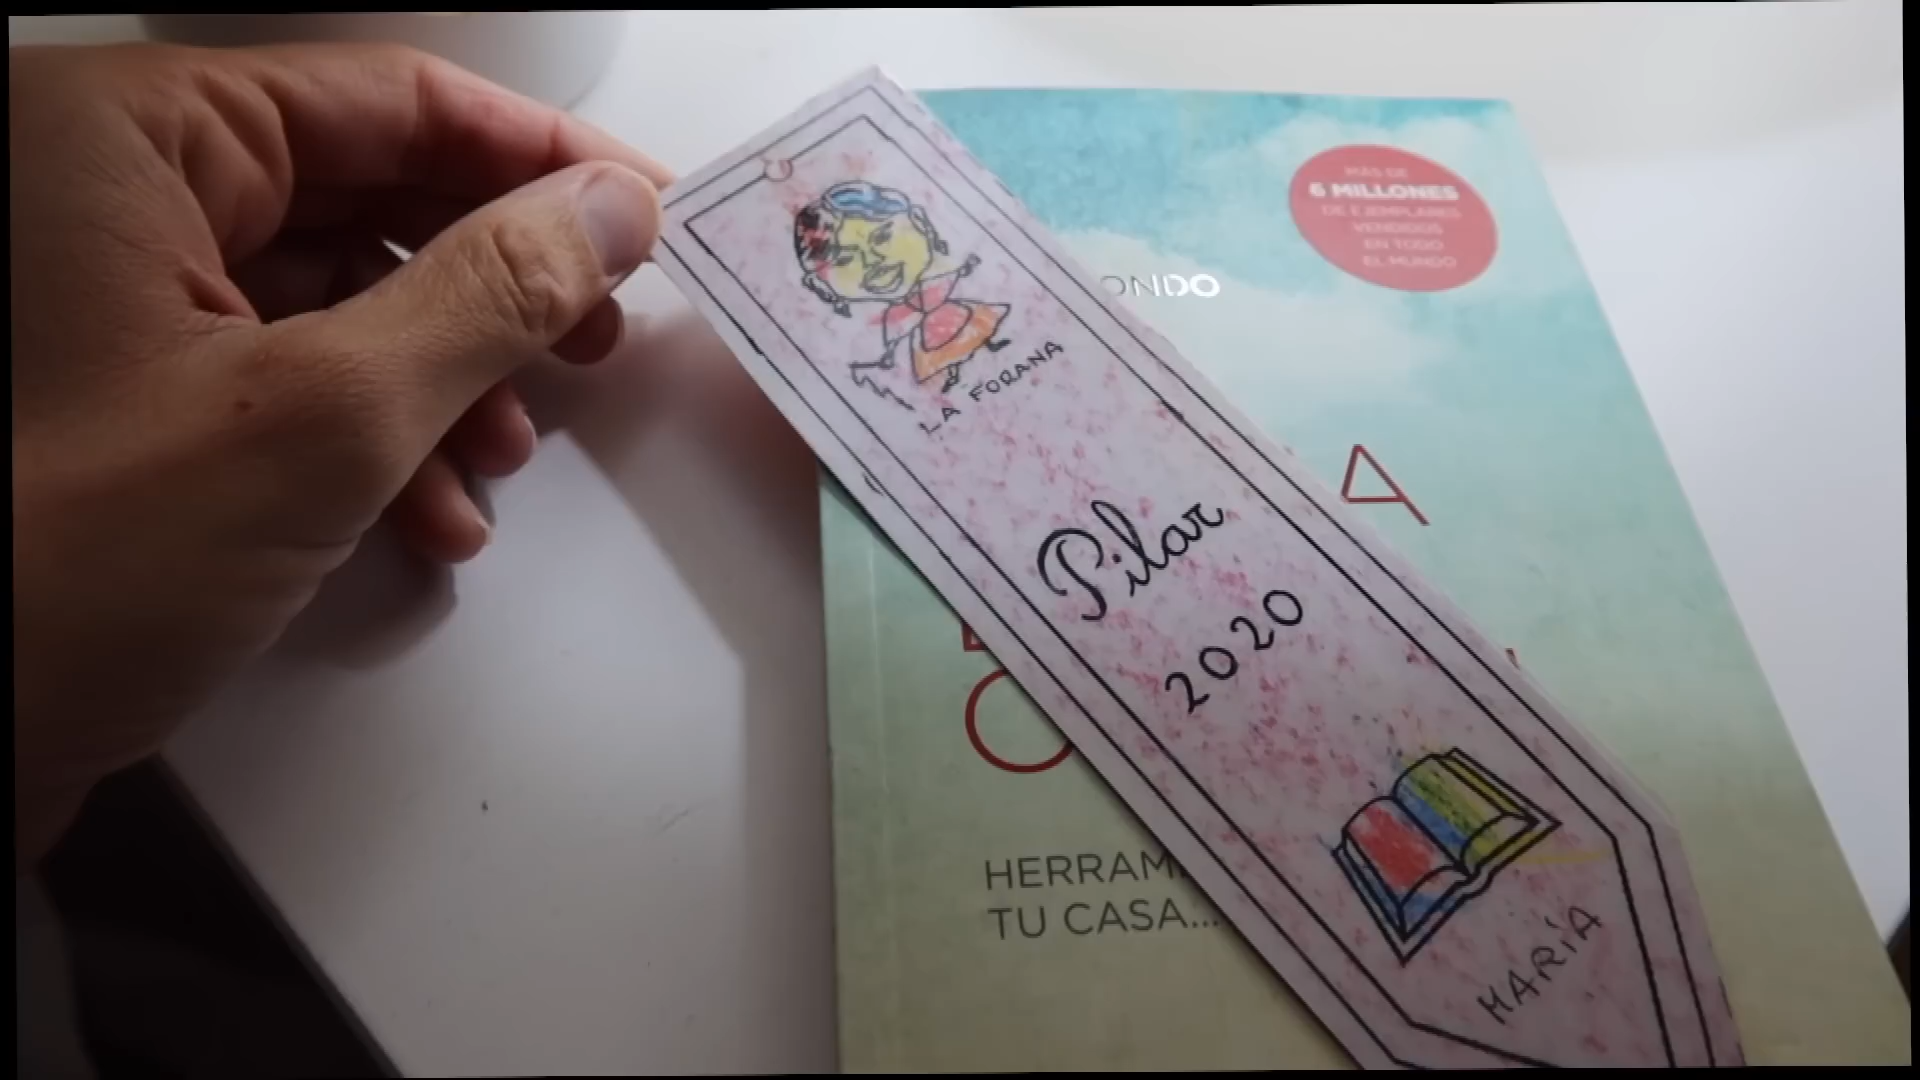 LA FORANA
Pilar
2020
MARÍA
MÁS DE
6 MILLONES
DE EJEMPLARES
VENDIDOS
EN TODO
EL MUNDO
ONDO
A
O
HERRAM
TU CASA...